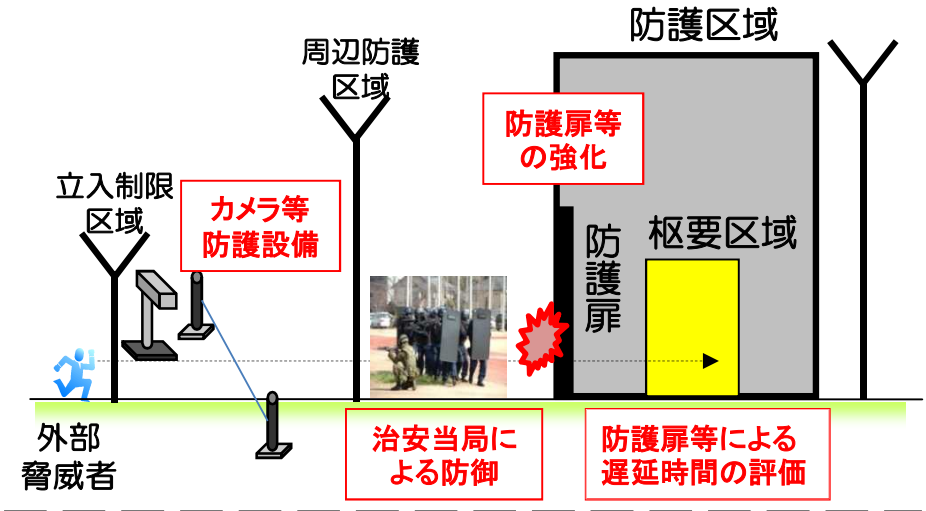 防護区域
周辺防護
区域
防護扉等
の強化
立入制限
区域
カメラ等
防護設備
枢要区域
防
護
扉
外部
脅威者
治安当局に
よる防御
防護扉等による
遅延時間の評価